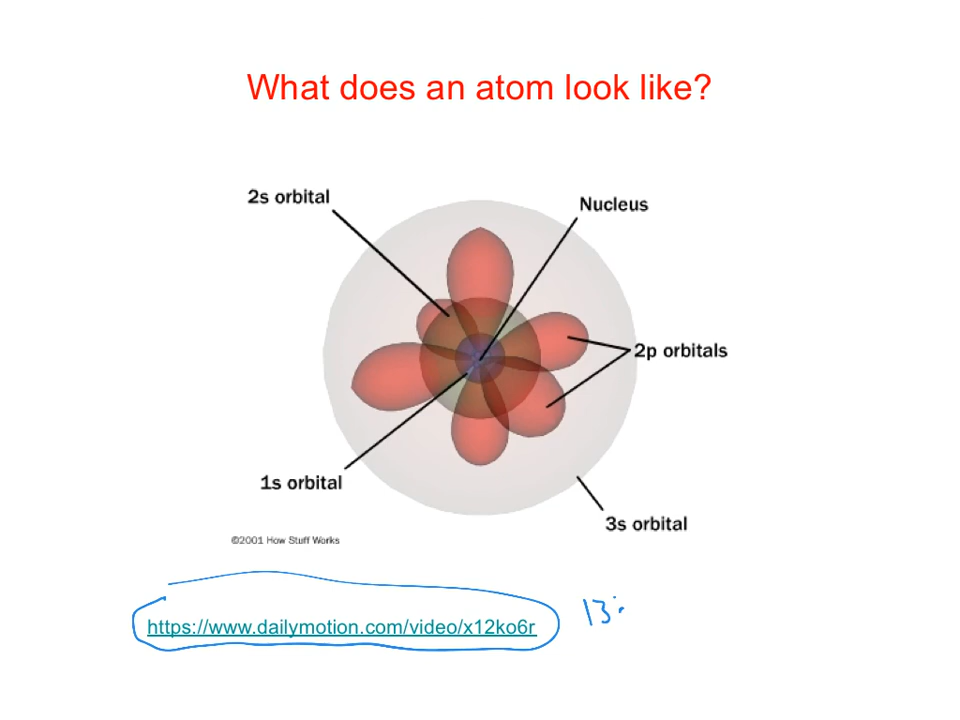 What does an atom look like?
2s orbital
Nucleus
2p orbitals
1s orbital
3s orbital
©2001 How Stuff Works
https://www.dailymotion.com/video/x12ko6r
13: